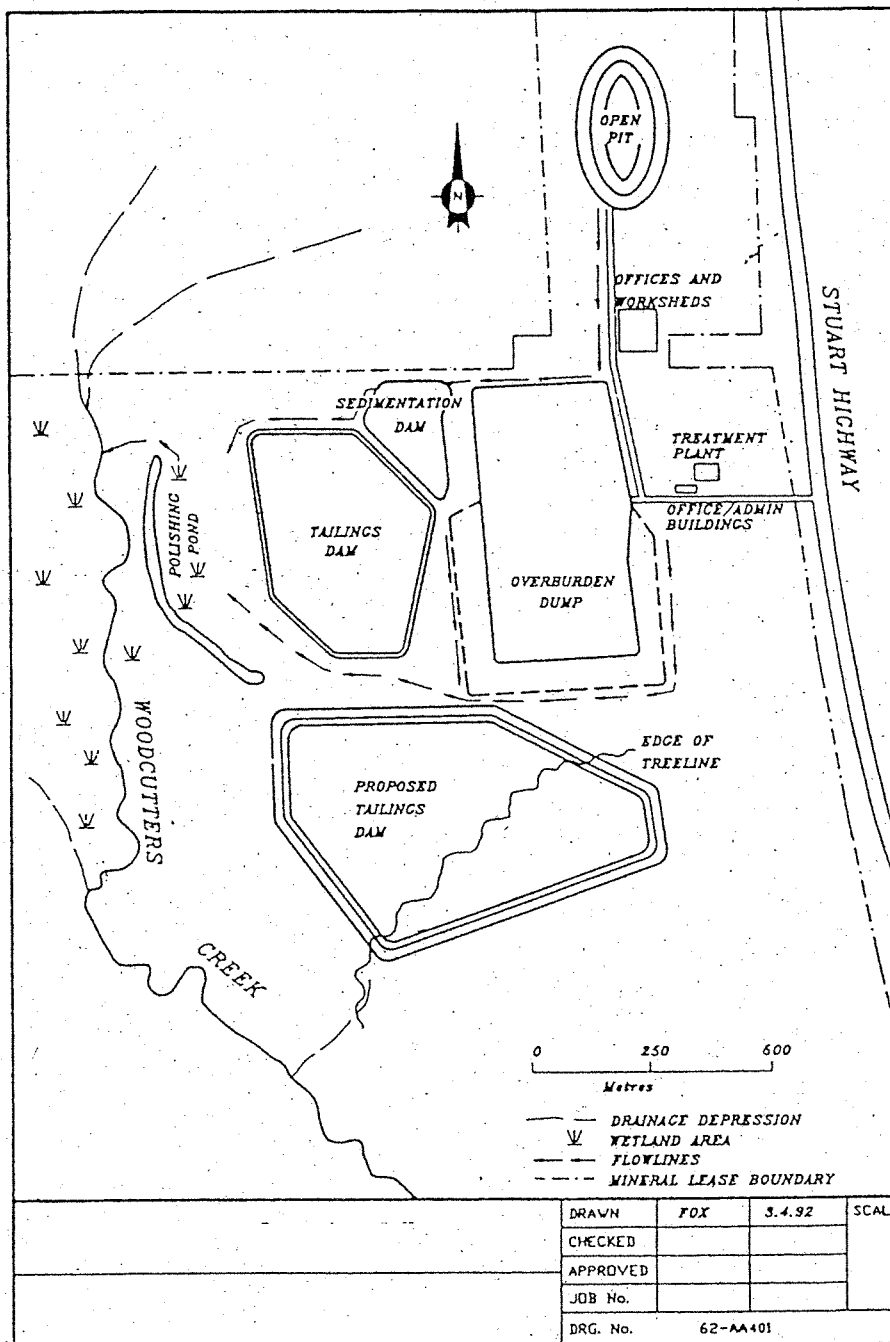 OPEN
PIT
N
OFFICES AND
WORKSHEDS
STUART HIGHWAY
SEDIMENTATION
DAM
TREATMENT
PLANT
OFFICE/ADMIN
BUILDINGS
POLISHING
POND
TAILINGS
DAM
OVERBURDEN
DUMP
WOODCUTTERS
EDGE OF
TREELINE
PROPOSED
TAILINGS
DAM
CREEK
0 250 600
Metres
DRAINAGE DEPRESSION
WETLAND AREA
FLOWLINES
MINERAL LEASE BOUNDARY
DRAWN FOX 3.4.92 SCAL
CHECKED
APPROVED
JOB No.
DRG. No. 62-AA401